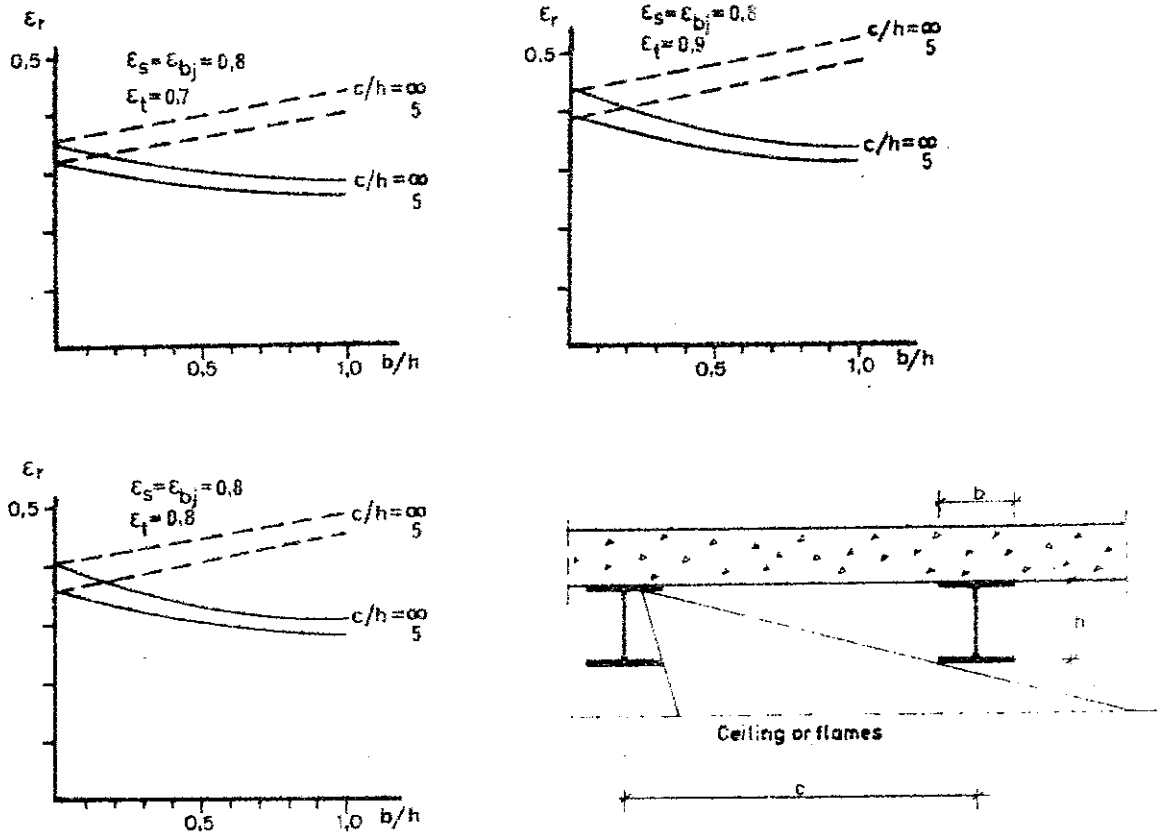 εr
0,5
εs = εbj = 0,8
εt = 0,7
c/h = ∞
5
c/h = ∞
5
0,5
1,0
b/h
εs = εbj = 0,8
εt = 0,9
0,5
c/h = ∞
5
c/h = ∞
5
0,5
1,0
b/h
εr
0,5
εs = εbj = 0,8
εt = 0,8
c/h = ∞
5
c/h = ∞
5
0,5
1,0
b/h
b
h
Ceiling or flames
c